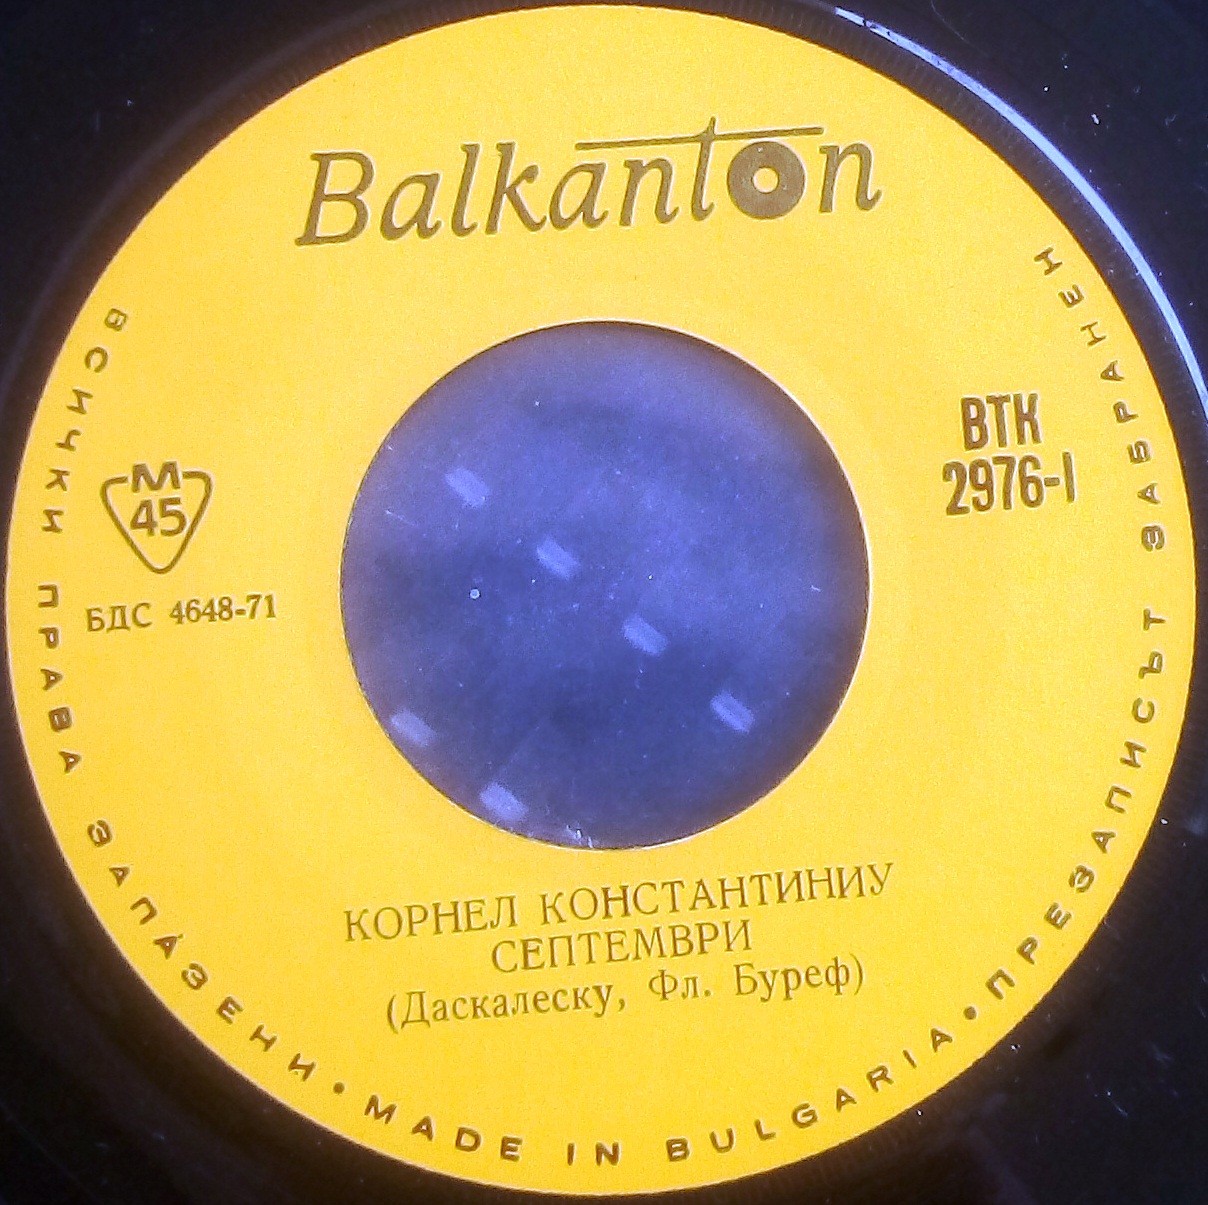 Balkanton
ВТК
2976-I
М
45
БДС 4648-71
КОРНЕЛ КОНСТАНТИНИУ
СЕПТЕМВРИ
(Даскалеску, Фл. Буреф)
ВСИЧКИ ПРАВА ЗАПАЗЕНИ • MADE IN BULGARIA • ПРЕЗАПИСЪТ ЗАБРАНЕН